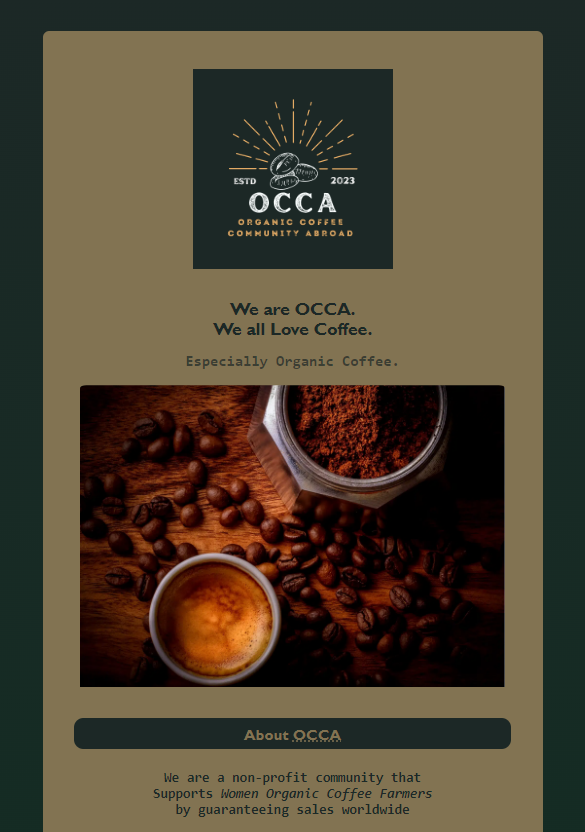 ESTD 2023
OCCA
ORGANIC COFFEE
COMMUNITY ABROAD
We are OCCA.
We all Love Coffee.
Especially Organic Coffee.
About OCCA
We are a non-profit community that
Supports Women Organic Coffee Farmers
by guaranteeing sales worldwide